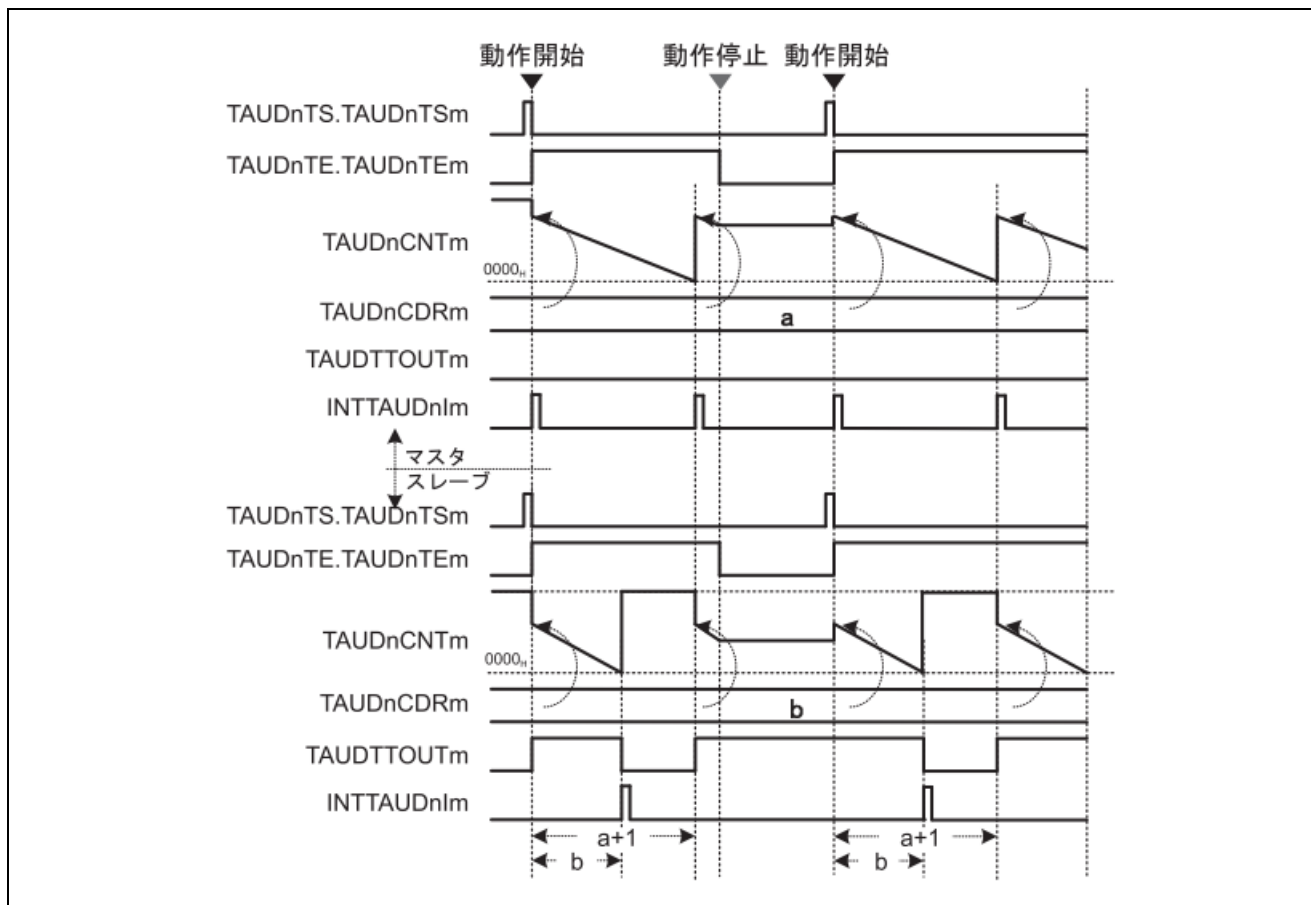 動作開始 動作停止 動作開始
TAUDnTS.TAUDnTSm
TAUDnTE.TAUDnTEm
TAUDnCNTm
0000H
TAUDnCDRm
a
TAUDTTOUTm
INTTAUDnIm
マスタ
スレーブ
TAUDnTS.TAUDnTSm
TAUDnTE.TAUDnTEm
TAUDnCNTm
0000H
TAUDnCDRm
b
TAUDTTOUTm
INTTAUDnIm
a+1 a+1
b b